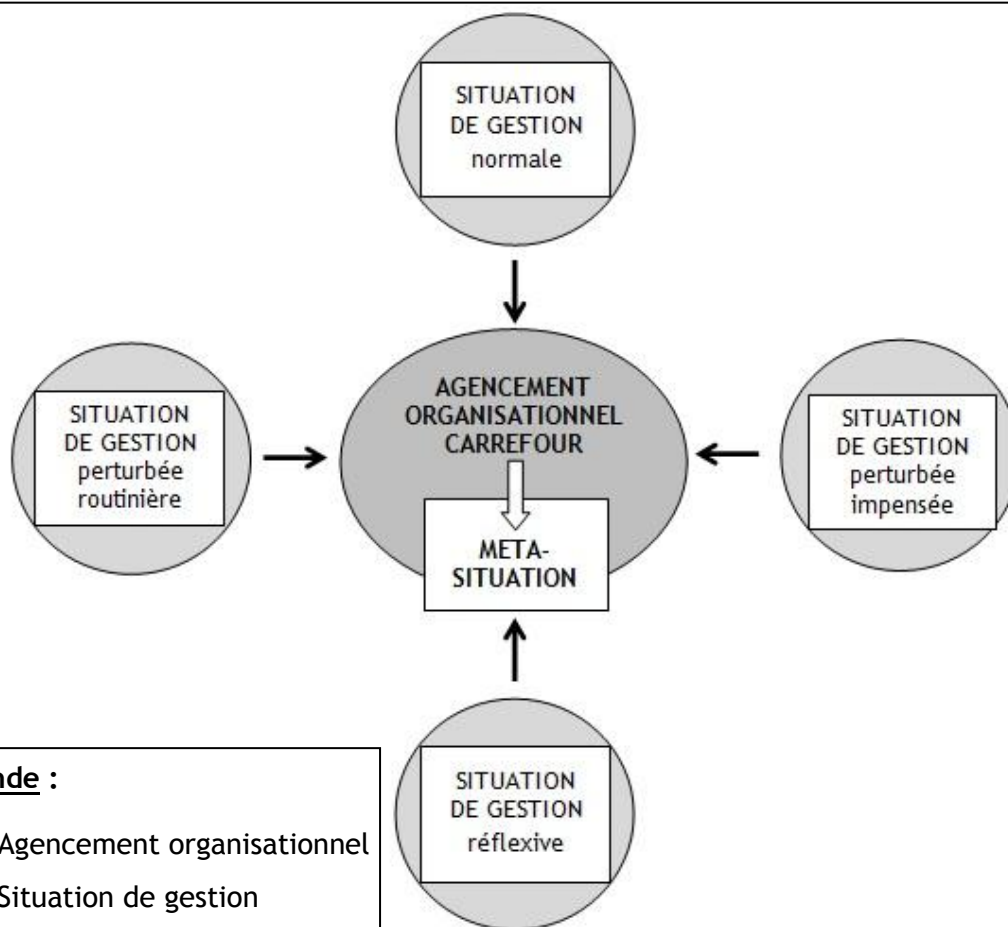 SITUATION
DE GESTION
normale
SITUATION
DE GESTION
perturbée
routinière
AGENCEMENT
ORGANISATIONNEL
CARREFOUR
META-
SITUATION
SITUATION
DE GESTION
perturbée
impensée
SITUATION
DE GESTION
réflexive
nde :
Agencement organisationnel
Situation de gestion